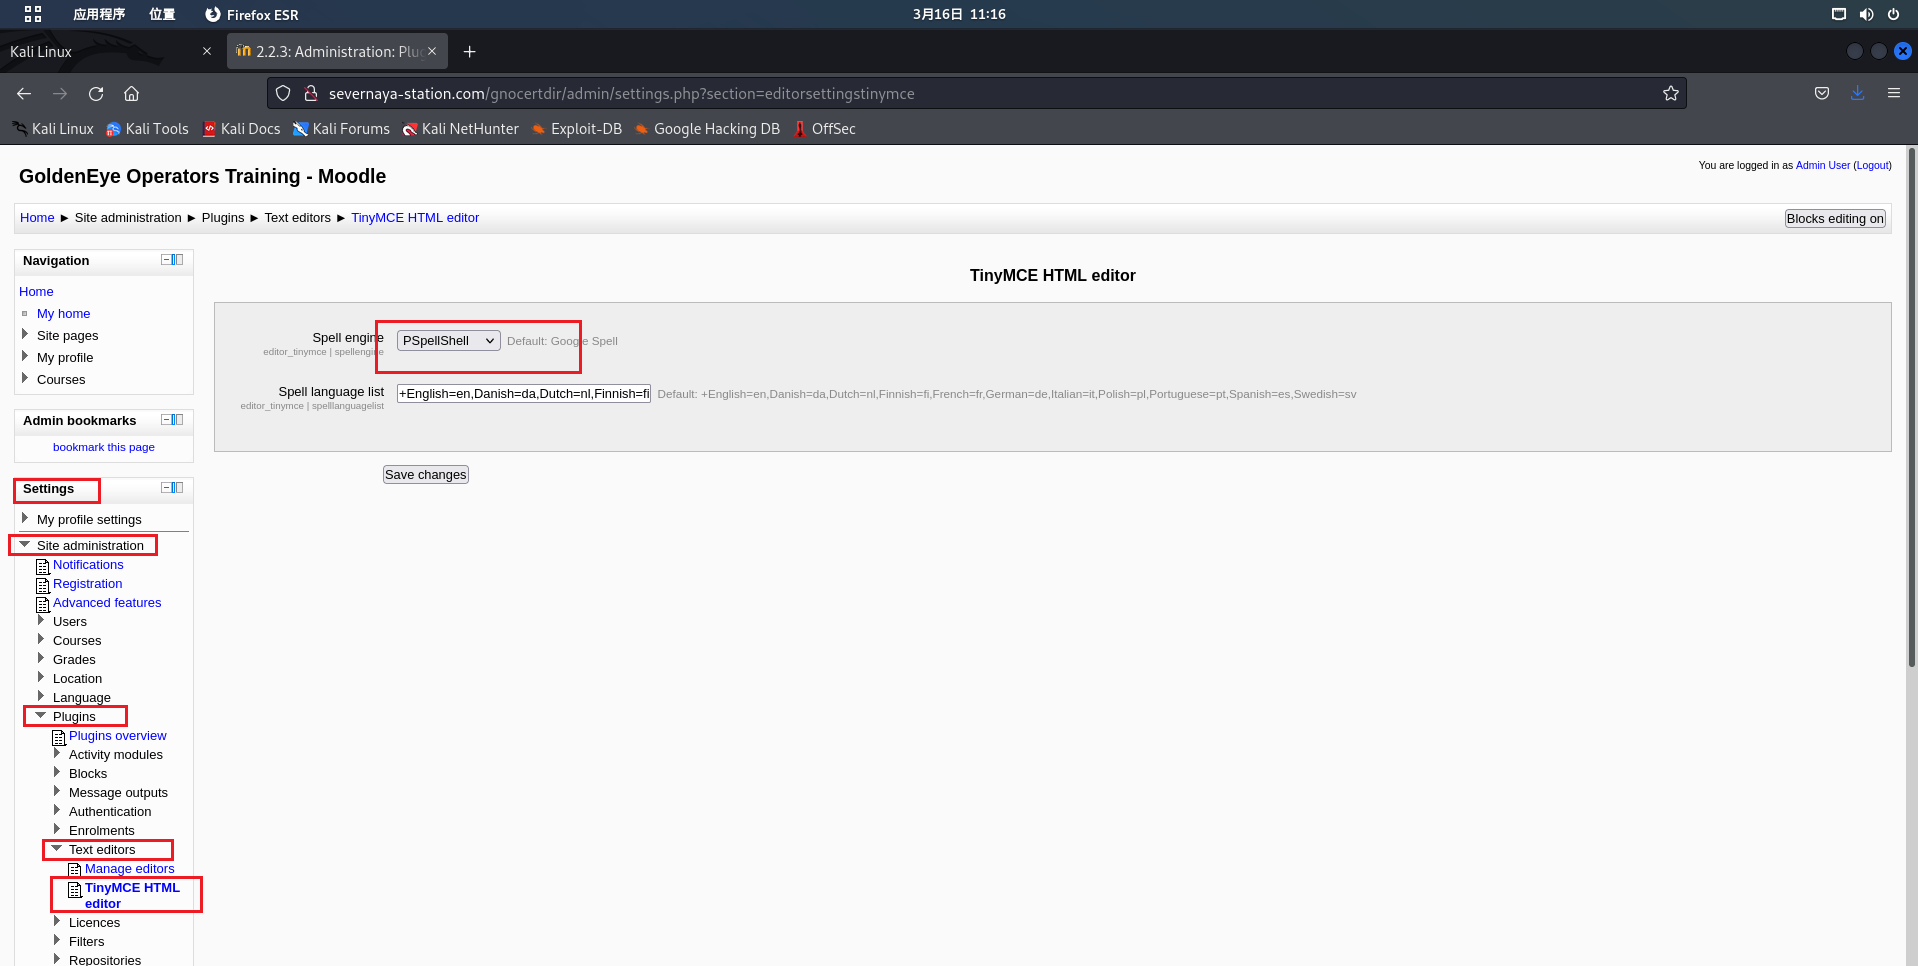 应用程序 位置 Firefox ESR 3月16日 11:16
Kali Linux 2.2.3: Administration: Plug
severnaya-station.com/gnocertdir/admin/settings.php?section=editorsettingstinymce
Kali Linux Kali Tools Kali Docs Kali Forums Kali NetHunter Exploit-DB Google Hacking DB OffSec
GoldenEye Operators Training - Moodle
You are logged in as Admin User (Logout)
Home ► Site administration ► Plugins ► Text editors ► TinyMCE HTML editor
Blocks editing on
Navigation
Home
My home
Site pages
My profile
Courses
Admin bookmarks
bookmark this page
Settings
My profile settings
Site administration
Notifications
Registration
Advanced features
Users
Courses
Grades
Location
Language
Plugins
Plugins overview
Activity modules
Blocks
Message outputs
Authentication
Enrolments
Text editors
Manage editors
TinyMCE HTML
editor
Licences
Filters
Repositories
TinyMCE HTML editor
Spell engine PSpellShell Default: Google Spell
editor_tinymce | spellengine
Spell language list +English=en,Danish=da,Dutch=nl,Finnish=fi Default: +English=en,Danish=da,Dutch=nl,Finnish=fi,French=fr,German=de,Italian=it,Polish=pl,Portuguese=pt,Spanish=es,Swedish=sv
editor_tinymce | spelllanguagelist
Save changes